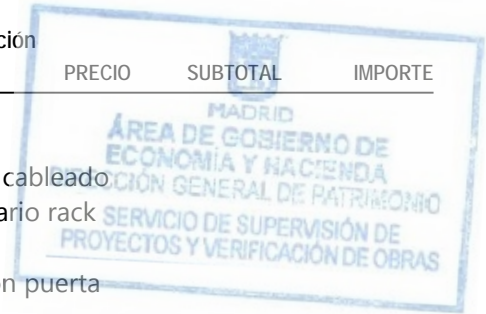 ción
PRECIO SUBTOTAL IMPORTE
MADRID
ÁREA DE GOBIERNO DE
ECONOMÍA Y HACIENDA
cableado
DIRECCIÓN GENERAL DE PATRIMONIO
ario rack
SERVICIO DE SUPERVISIÓN DE
PROYECTOS Y VERIFICACIÓN DE OBRAS
n puerta